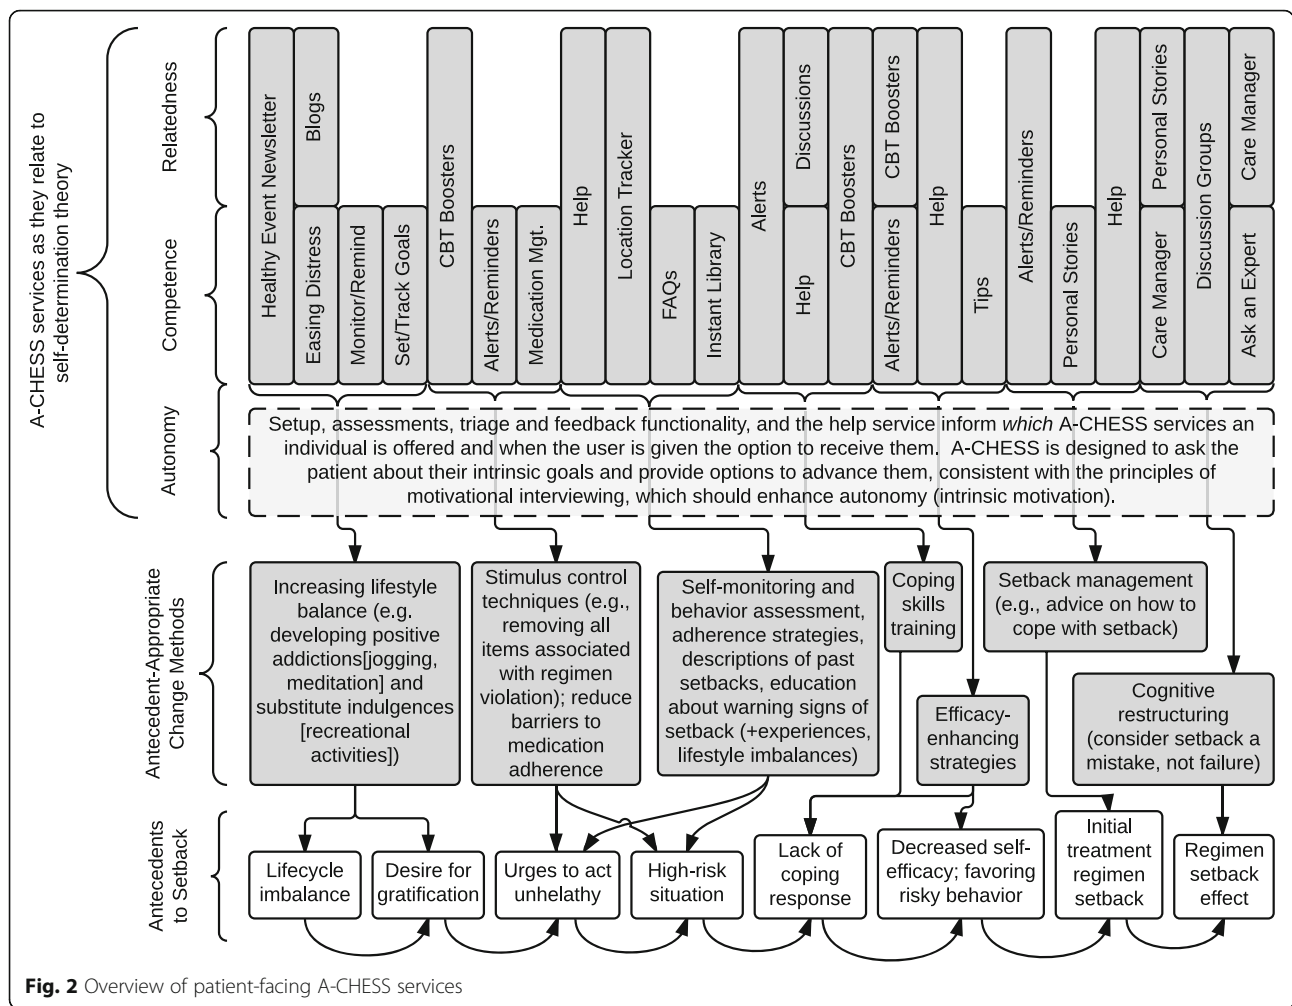 A-CHESS services as they relate to
self-determination theory
Relatedness
Competence
Autonomy
Healthy Event Newsletter
Blogs
Easing Distress
Monitor/Remind
Set/Track Goals
CBT Boosters
Alerts/Reminders
Medication Mgt.
Help
Location Tracker
FAQs
Instant Library
Alerts
Discussions
Help
CBT Boosters
CBT Boosters
Alerts/Reminders
Help
Tips
Alerts/Reminders
Personal Stories
Help
Personal Stories
Care Manager
Discussion Groups
Care Manager
Ask an Expert
Setup, assessments, triage and feedback functionality, and the help service inform which A-CHESS services an
individual is offered and when the user is given the option to receive them. A-CHESS is designed to ask the
patient about their intrinsic goals and provide options to advance them, consistent with the principles of
motivational interviewing, which should enhance autonomy (intrinsic motivation).
Antecedent-Appropriate
Change Methods
Increasing lifestyle
balance (e.g.
developing positive
addictions[jogging,
meditation] and
substitute indulgences
[recreational
activities])
Stimulus control
techniques (e.g.,
removing all
items associated
with regimen
violation); reduce
barriers to
medication
adherence
Self-monitoring and
behavior assessment,
adherence strategies,
descriptions of past
setbacks, education
about warning signs of
setback (+experiences,
lifestyle imbalances)
Coping
skills
training
Efficacy-
enhancing
strategies
Setback management
(e.g., advice on how to
cope with setback)
Cognitive
restructuring
(consider setback a
mistake, not failure)
Antecedents
to Setback
Lifecycle
imbalance
Desire for
gratification
Urges to act
unhelathy
High-risk
situation
Lack of
coping
response
Decreased self-
efficacy; favoring
risky behavior
Initial
treatment
regimen
setback
Regimen
setback
effect
Fig. 2 Overview of patient-facing A-CHESS services